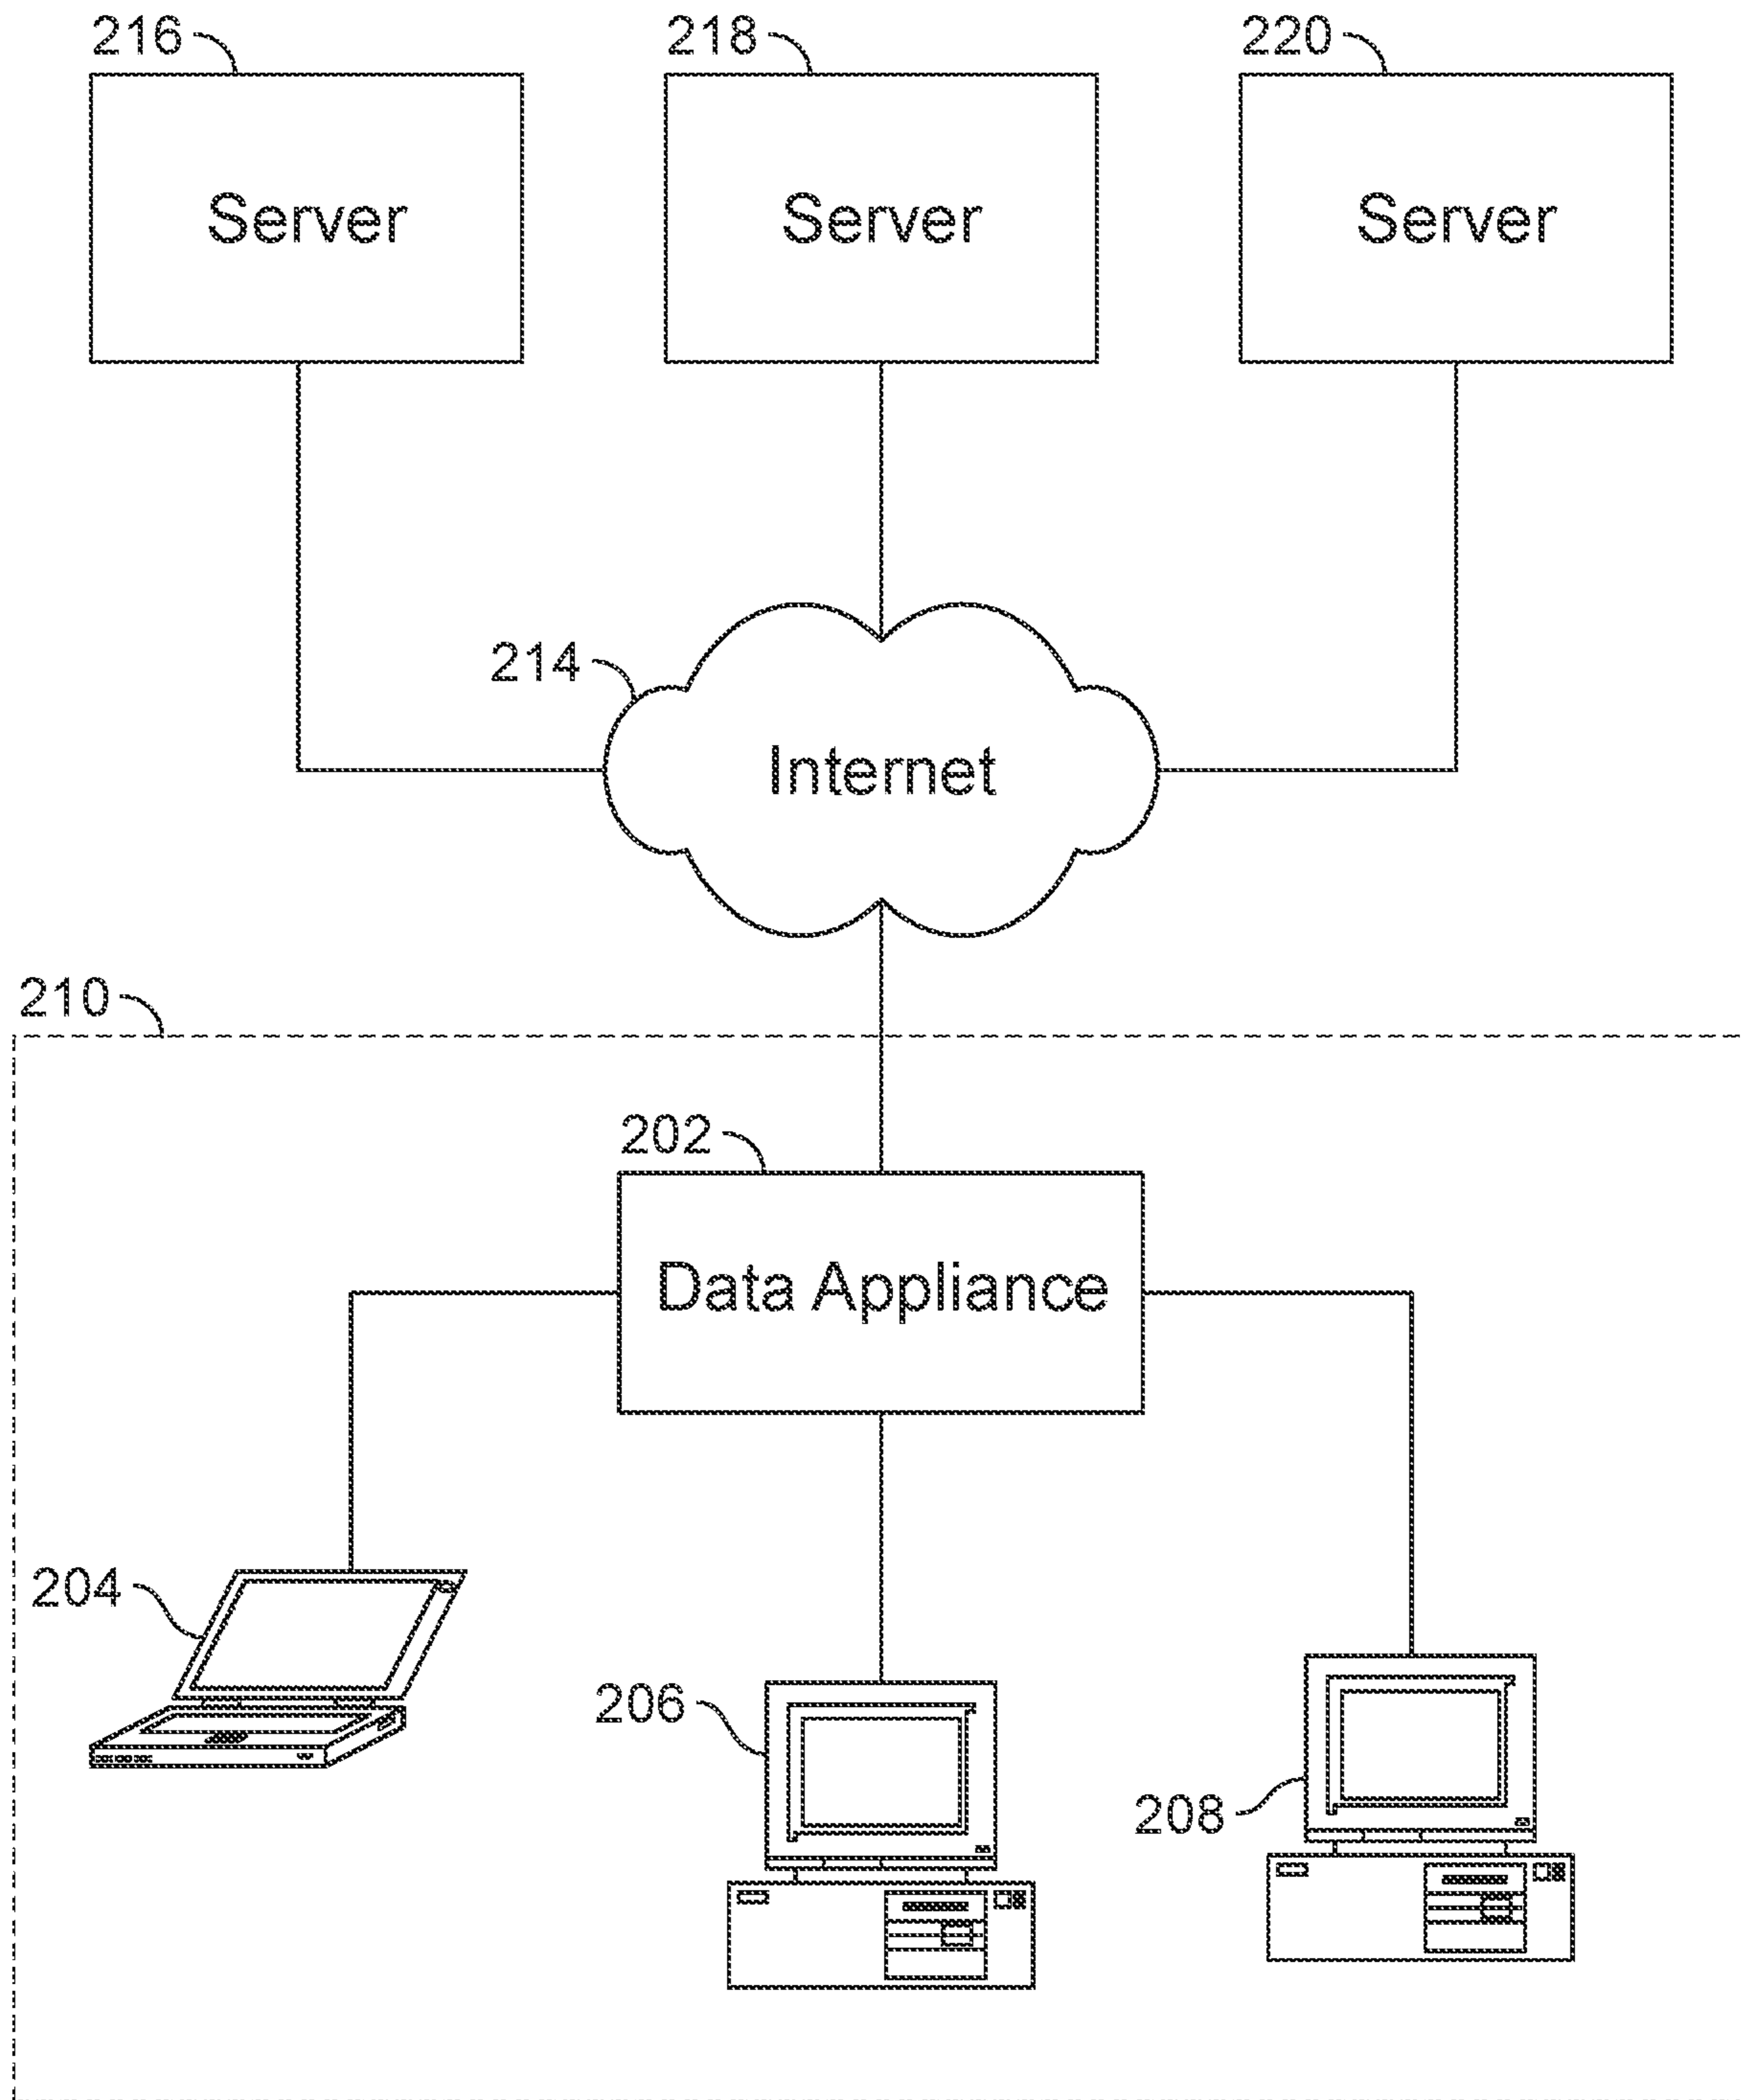 216
218
220
Server
Server
Server
214
Internet
210
202
Data Appliance
204
206
208